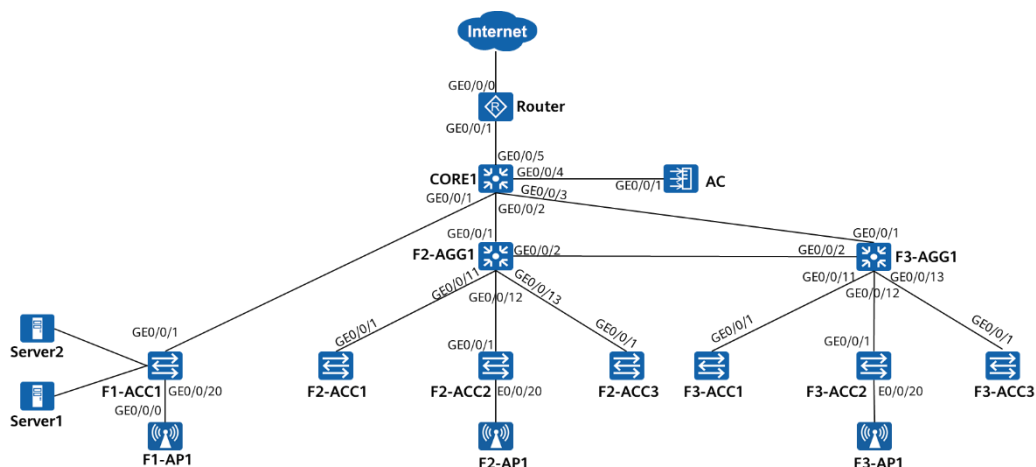 Internet
GE0/0/0
R
Router
GE0/0/1
GE0/0/5
GE0/0/4
CORE1
GE0/0/1
AC
GE0/0/1
GE0/0/3
GE0/0/2
GE0/0/1
GE0/0/1
F2-AGG1
GE0/0/2
GE0/0/2
F3-AGG1
GE0/0/11
GE0/0/12
GE0/0/13
GE0/0/11
GE0/0/12
GE0/0/13
GE0/0/1
GE0/0/1
GE0/0/1
GE0/0/1
GE0/0/1
GE0/0/1
GE0/0/1
Server2
F1-ACC1
F2-ACC1
F2-ACC2
F2-ACC3
F3-ACC1
F3-ACC2
F3-ACC3
GE0/0/20
E0/0/20
E0/0/20
GE0/0/0
Server1
F1-AP1
F2-AP1
F3-AP1